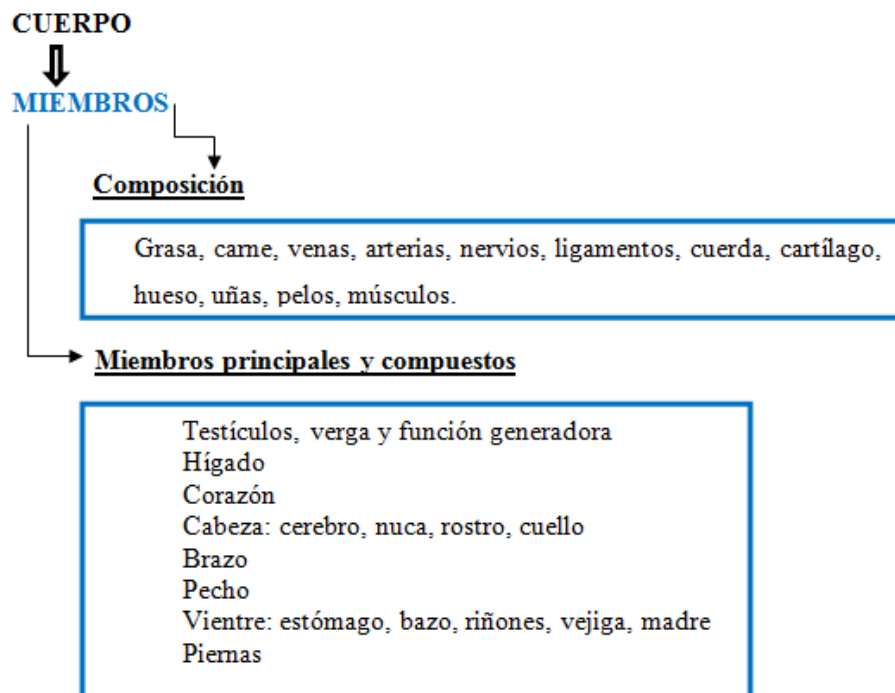 CUERPO
MIEMBROS
Composición
Grasa, carne, venas, arterias, nervios, ligamentos, cuerda, cartílago,
hueso, uñas, pelos, músculos.
Miembros principales y compuestos
Testículos, verga y función generadora
Hígado
Corazón
Cabeza: cerebro, nuca, rostro, cuello
Brazo
Pecho
Vientre: estómago, bazo, riñones, vejiga, madre
Piernas